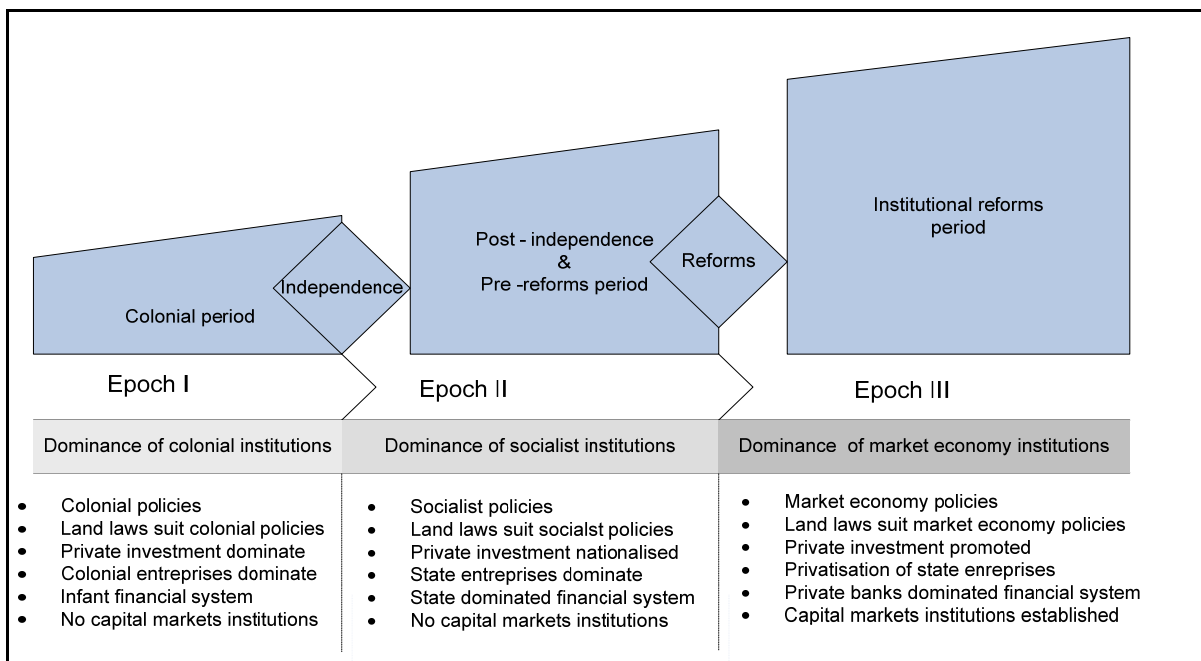 Institutional reforms
period
Post - independence
&
Pre -reforms period
Reforms
Independence
Colonial period
Epoch I
Epoch II
Epoch III
Dominance of colonial institutions
Dominance of socialist institutions
Dominance of market economy institutions
• Colonial policies
• Land laws suit colonial policies
• Private investment dominate
• Colonial entreprises dominate
• Infant financial system
• No capital markets institutions
• Socialist policies
• Land laws suit socialst policies
• Private investment nationalised
• State entreprises dominate
• State dominated financial system
• No capital markets institutions
• Market economy policies
• Land laws suit market economy policies
• Private investment promoted
• Privatisation of state enreprises
• Private banks dominated financial system
• Capital markets institutions established